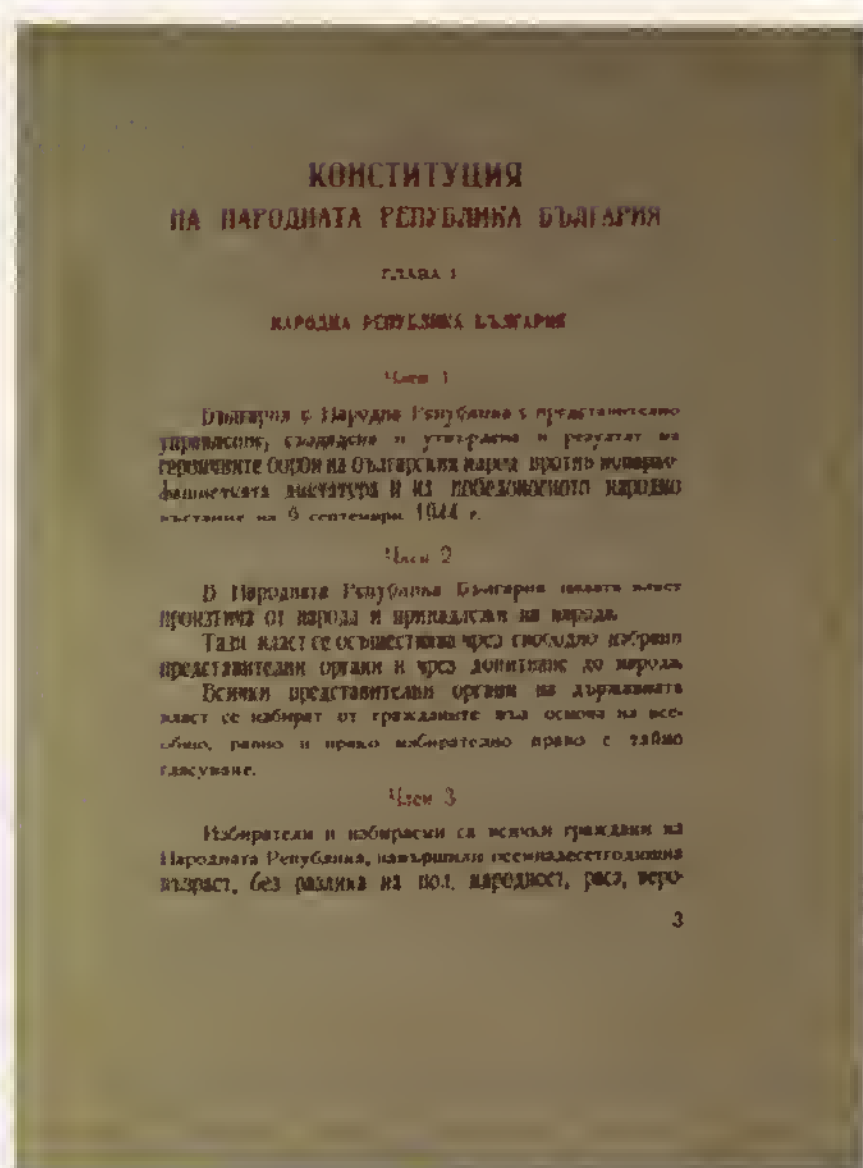 КОНСТИТУЦИЯ
НА НАРОДНАТА РЕПУБЛИКА БЪЛГАРИЯ
ГЛАВА I
НАРОДНА РЕПУБЛИКА БЪЛГАРИЯ
Член 1
България е Народна Република с представително
управление, създадена и утвърдена в резултат на
героичните борби на българския народ против монархо-
фашистката диктатура и на победоносното народно
въстание на 9 септември 1944 г.
Член 2
В Народната Република България цялата власт
произтича от народа и принадлежи на народа.
Тази власт се осъществява чрез свободно избрани
представителни органи и чрез допитване до народа.
Всички представителни органи на държавната
власт се избират от гражданите въз основа на все-
общо, равно и пряко избирателно право с тайно
гласуване.
Член 3
Избиратели и избираеми са всички граждани на
Народната Република, навършили осемнадесетгодишна
възраст, без разлика на пол, народност, раса, веро-
3